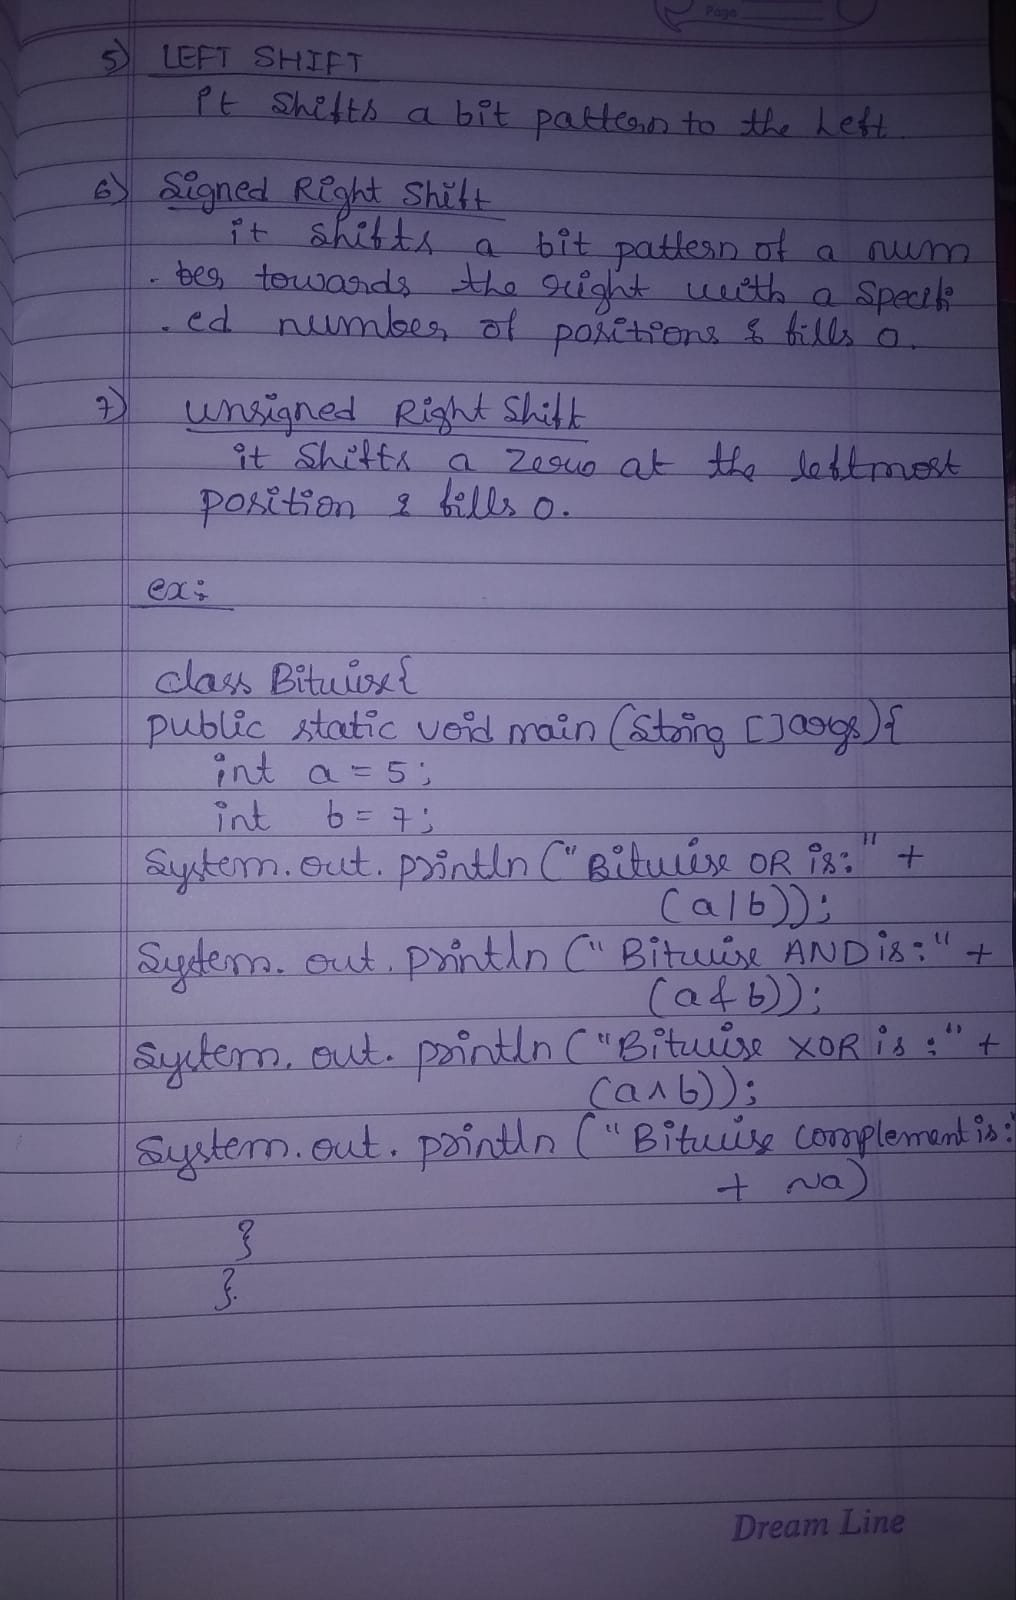 Page
5) LEFT SHIFT
it shifts a bit pattern to the left.
6) Signed Right Shift
it shifts a bit pattern of a num
. ber towards the right with a specifi
. ed number of positions & fills 0.
7) unsigned Right Shift
it shifts a zero at the leftmost
position & fills 0.
ex:
class Bitwise{
public static void main (String []args){
int a = 5;
int b = 7;
System.out.println("Bitwise OR is:" +
(a|b));
System.out.println("Bitwise AND is:" +
(a&b));
System.out.println("Bitwise XOR is:" +
(a^b));
System.out.println("Bitwise complement is:
+ ~a)
}
}.
Dream Line